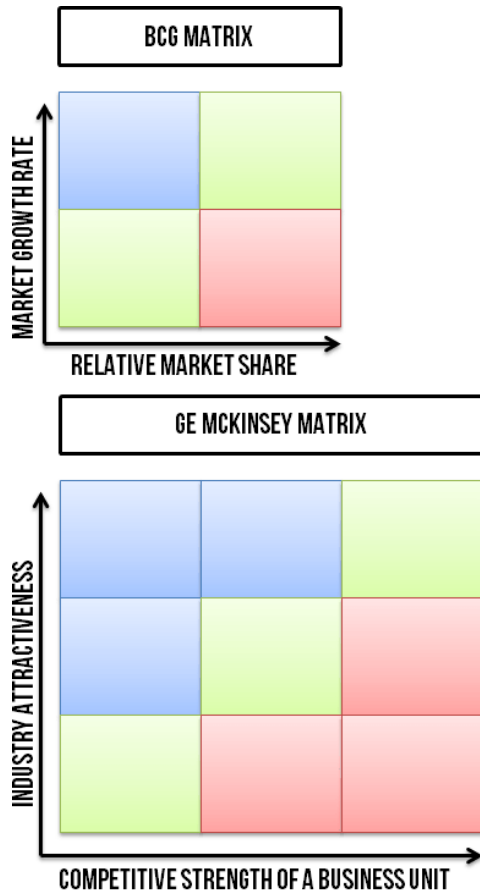 BCG MATRIX
MARKET GROWTH RATE
RELATIVE MARKET SHARE
GE MCKINSEY MATRIX
INDUSTRY ATTRACTIVENESS
COMPETITIVE STRENGTH OF A BUSINESS UNIT